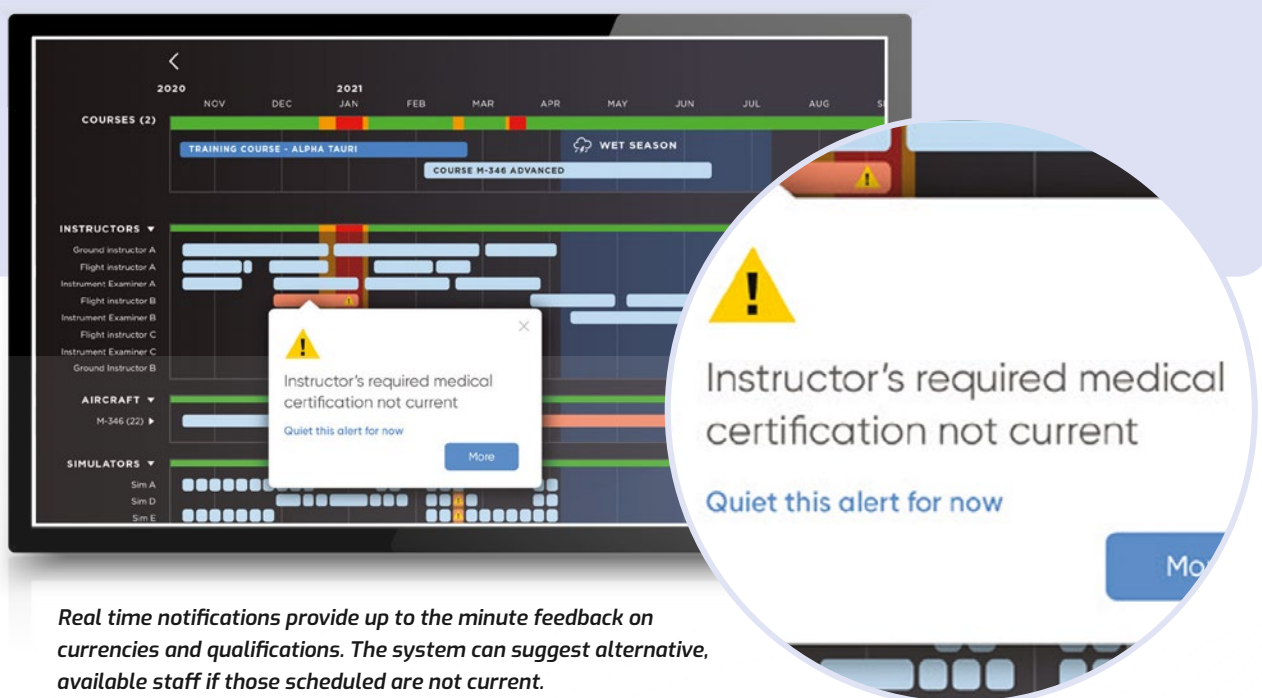 2020
2021
NOV DEC JAN FEB MAR APR MAY JUN JUL AUG
COURSES (2)
TRAINING COURSE - ALPHA TAURI
WET SEASON
COURSE M-346 ADVANCED
INSTRUCTORS ▼
Ground instructor A
Flight instructor A
Instrument Examiner A
Flight instructor B
Instrument Examiner B
Flight instructor C
Instrument Examiner C
Ground Instructor B
AIRCRAFT ▼
M-346 (22) ▶
SIMULATORS ▼
Sim A
Sim D
Sim E
Instructor's required medical
certification not current
Quiet this alert for now
More
Instructor's required medical
certification not current
Quiet this alert for now
Real time notifications provide up to the minute feedback on
currencies and qualifications. The system can suggest alternative,
available staff if those scheduled are not current.